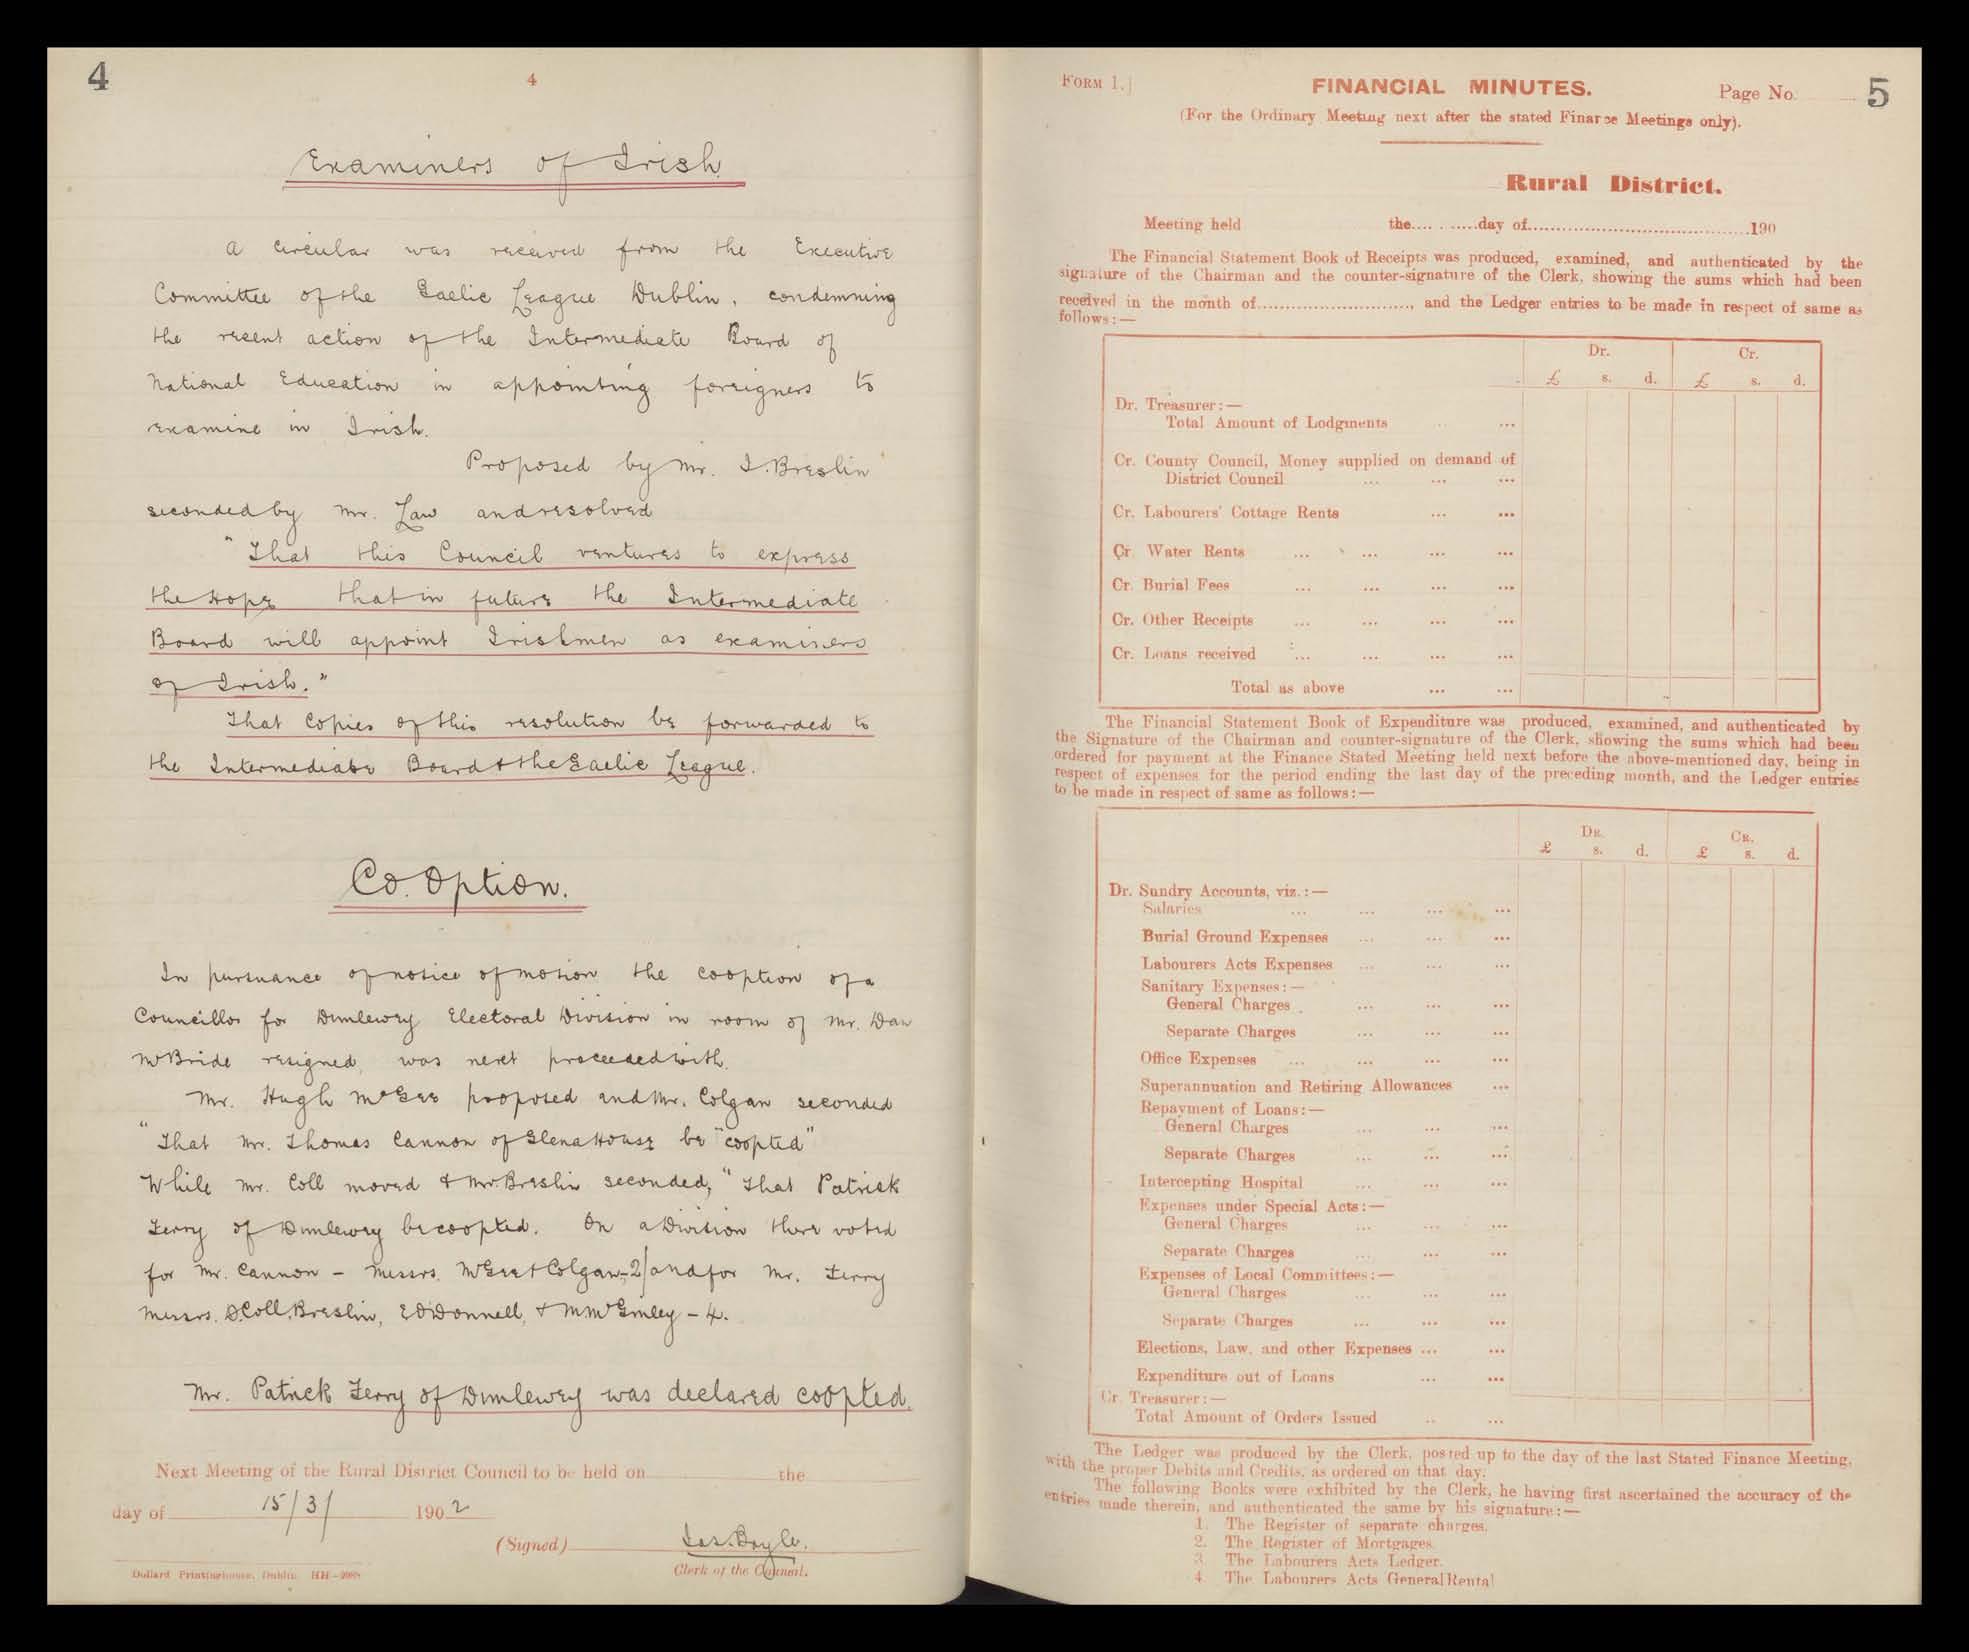 4
4
Examiners of Irish
A circular was received from the Executive
Committee of the Gaelic League Dublin, condemning
the recent action of the Intermediate Board of
National Education in appointing foreigners to
examine in Irish.
Proposed by Mr. J. Breslin
seconded by Mr. Law and resolved
"That this Council ventures to express
the Hope that in future the Intermediate
Board will appoint Irishmen as examiners
of Irish."
That Copies of this resolution be forwarded to
the Intermediate Board & the Gaelic League.
Co. Option.
In pursuance of notice of motion the cooption of a
Councillor for Dunlewey Electoral Division in room of Mr. Dan
McBride resigned, was next proceeded with.
Mr. Hugh McGee proposed and Mr. Colgan seconded
"That Mr. Thomas Cannon of Glena House be "coopted"
While Mr. Coll moved & Mr. Breslin seconded, "That Patrick
Ferry of Dunlewey be coopted. On a Division there voted
for Mr. Cannon - Messrs. McGee & Colgan - 2/ and for Mr. Ferry
Messrs. D. Coll, Breslin, E O'Donnell, & M. McGinley - 4.
Mr. Patrick Ferry of Dunlewey was declared coopted.
Next Meeting of the Rural District Council to be held on the
day of 15/3/ 1902
(Signed) Jas. Boyle.
Clerk of the Council.
Dollard Printinghouse, Dublin. HH
FORM 1.]
FINANCIAL MINUTES.
Page No. 5
(For the Ordinary Meeting next after the stated Finance Meetings only).
Rural District.
Meeting held the.... . .....day of..........................................190
The Financial Statement Book of Receipts was produced, examined, and authenticated by the
signature of the Chairman and the counter-signature of the Clerk, showing the sums which had been
received in the month of............................, and the Ledger entries to be made in respect of same as
follows:—
Dr. Cr.
£ s. d. £ s. d.
Dr. Treasurer:—
Total Amount of Lodgments ... ...
Cr. County Council, Money supplied on demand of
District Council ... ... ...
Cr. Labourers' Cottage Rents ... ...
Cr. Water Rents ... ... ... ...
Cr. Burial Fees ... ... ... ...
Cr. Other Receipts ... ... ... ...
Cr. Loans received ... ... ... ...
Total as above ... ...
The Financial Statement Book of Expenditure was produced, examined, and authenticated by
the Signature of the Chairman and counter-signature of the Clerk, showing the sums which had been
ordered for payment at the Finance Stated Meeting held next before the above-mentioned day, being in
respect of expenses for the period ending the last day of the preceding month, and the Ledger entries
to be made in respect of same as follows:—
DR. CR.
£ s. d. £ s. d.
Dr. Sundry Accounts, viz.:—
Salaries ... ... ... ...
Burial Ground Expenses ... ... ...
Labourers Acts Expenses ... ... ...
Sanitary Expenses:—
General Charges ... ... ...
Separate Charges ... ... ...
Office Expenses ... ... ... ...
Superannuation and Retiring Allowances ...
Repayment of Loans:—
General Charges ... ... ...
Separate Charges ... ... ...
Intercepting Hospital ... ... ...
Expenses under Special Acts:—
General Charges ... ... ...
Separate Charges ... ... ...
Expenses of Local Committees:—
General Charges ... ... ...
Separate Charges ... ... ...
Elections, Law, and other Expenses ... ...
Expenditure out of Loans ... ...
Cr. Treasurer:—
Total Amount of Orders Issued ... ...
The Ledger was produced by the Clerk, posted up to the day of the last Stated Finance Meeting,
with the proper Debits and Credits, as ordered on that day.
The following Books were exhibited by the Clerk, he having first ascertained the accuracy of the
entries made therein, and authenticated the same by his signature:—
1. The Register of separate charges.
2. The Register of Mortgages.
3. The Labourers Acts Ledger.
4. The Labourers Acts General Rental